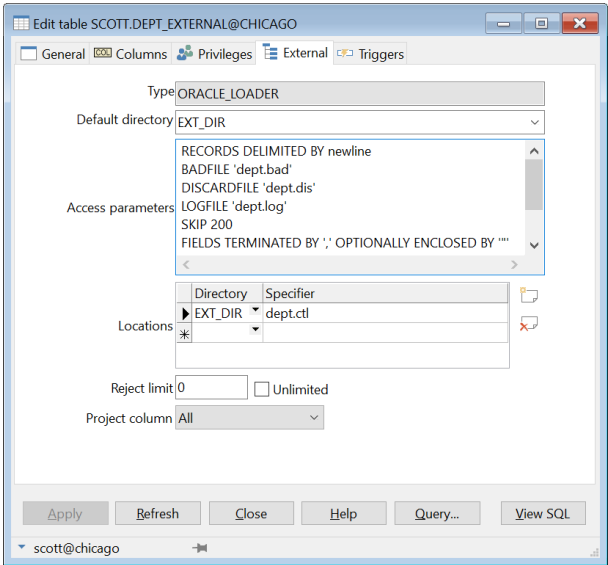 Edit table SCOTT.DEPT_EXTERNAL@CHICAGO
General COL Columns Privileges External Triggers
Type ORACLE_LOADER
Default directory EXT_DIR
Access parameters
RECORDS DELIMITED BY newline
BADFILE 'dept.bad'
DISCARDFILE 'dept.dis'
LOGFILE 'dept.log'
SKIP 200
FIELDS TERMINATED BY ',' OPTIONALLY ENCLOSED BY '"'
Locations
Directory Specifier
EXT_DIR dept.ctl
Reject limit 0 Unlimited
Project column All
Apply Refresh Close Help Query... View SQL
scott@chicago